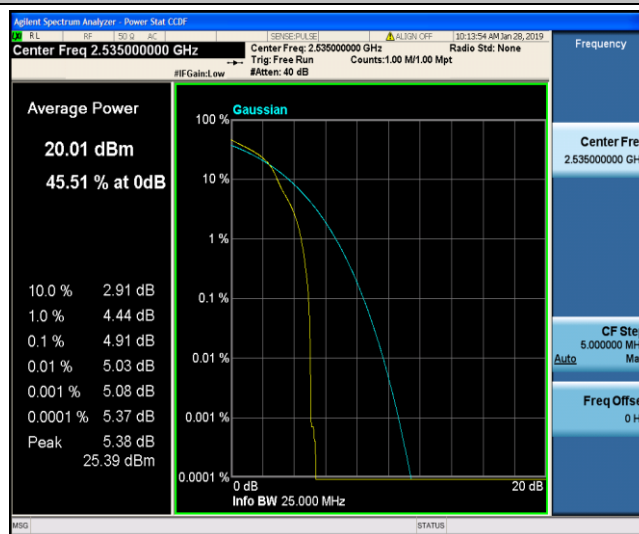 Agilent Spectrum Analyzer - Power Stat CCDF
RL RF 50 Ω AC SENSE:PULSE ALIGN OFF 10:13:54 AM Jan 28, 2019
Center Freq 2.535000000 GHz
Center Freq: 2.535000000 GHz Radio Std: None
Trig: Free Run Counts:1.00 M/1.00 Mpt
#IFGain:Low #Atten: 40 dB
Frequency
Average Power
20.01 dBm
45.51 % at 0dB
10.0 % 2.91 dB
1.0 % 4.44 dB
0.1 % 4.91 dB
0.01 % 5.03 dB
0.001 % 5.08 dB
0.0001 % 5.37 dB
Peak 5.38 dB
25.39 dBm
Gaussian
100 %
10 %
1 %
0.1 %
0.01 %
0.001 %
0.0001 %
0 dB 20 dB
Info BW 25.000 MHz
Center Fre
2.535000000 GH
CF Ste
5.000000 MH
Auto Ma
Freq Offse
0 H
MSG STATUS